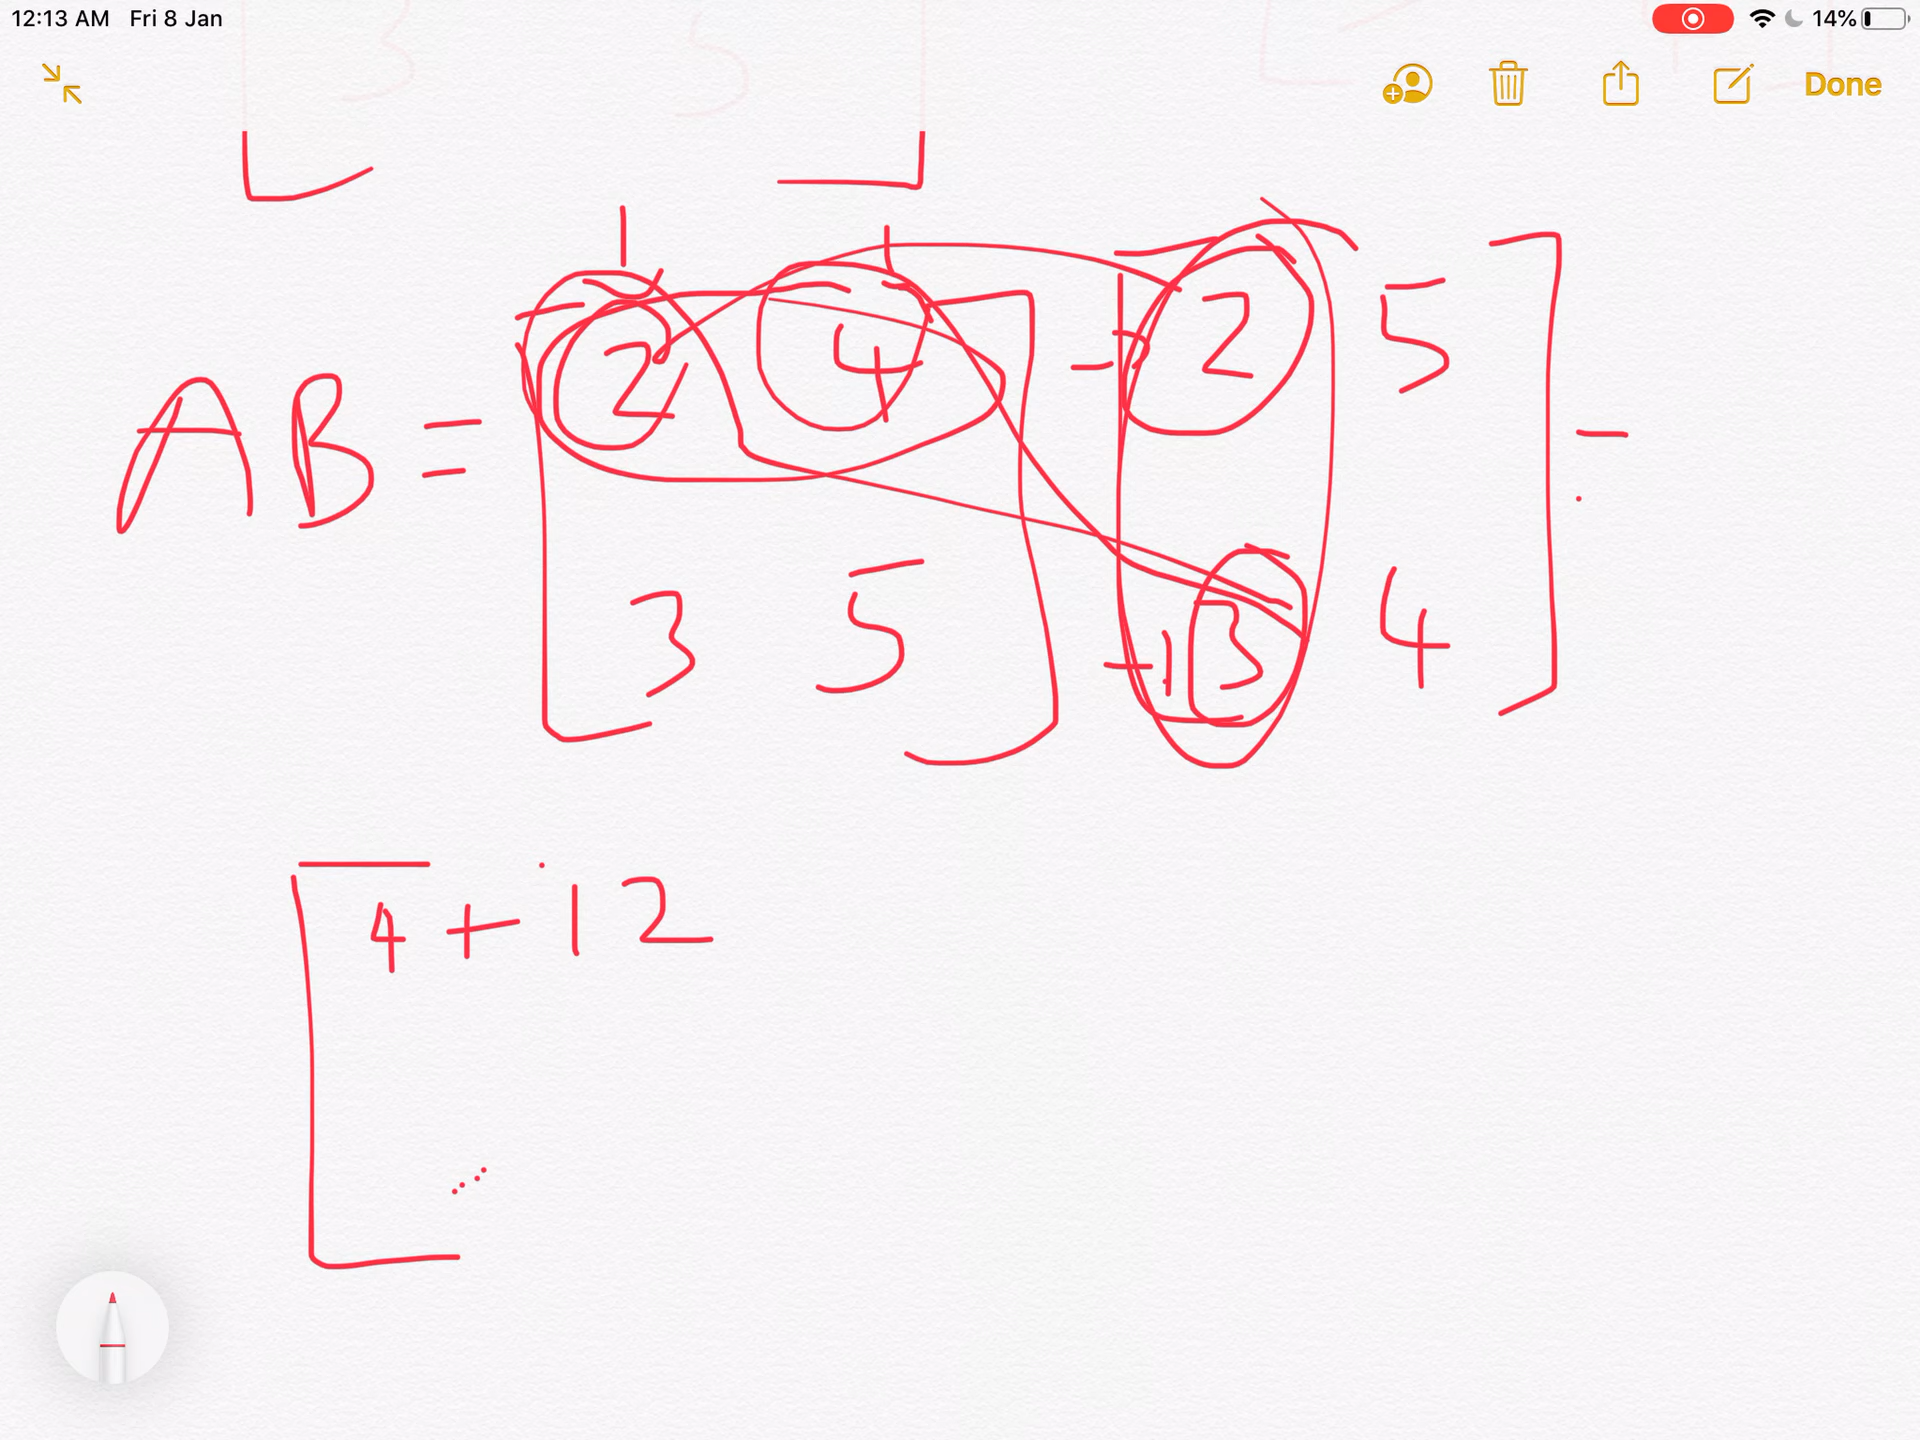 12:13 AM Fri 8 Jan 14%
Done
AB = [2 4 2 5] =
3 5 3 4
[4 + 12